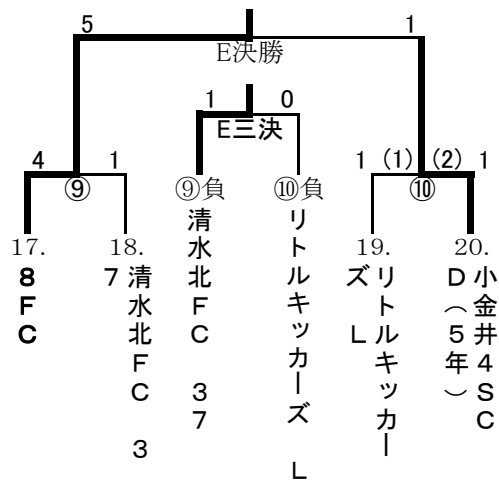 5 1
E決勝
1 0
E三決
4 1 1 (1) (2) 1
⑨ ⑨負 ⑩負 ⑩
17.
8FC
18.
清水北FC 3
7
清水北FC 37
リトルキッカーズ L
19.
リトルキッカー
ズ L
20.
小金井4SC
D(5年)